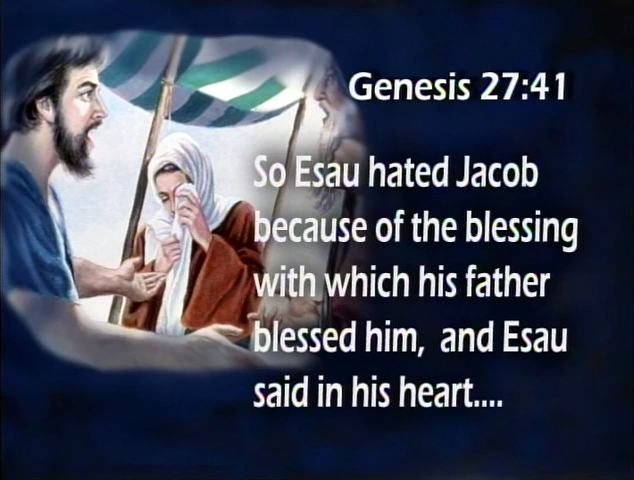 Genesis 27:41
So Esau hated Jacob
because of the blessing
with which his father
blessed him, and Esau
said in his heart....